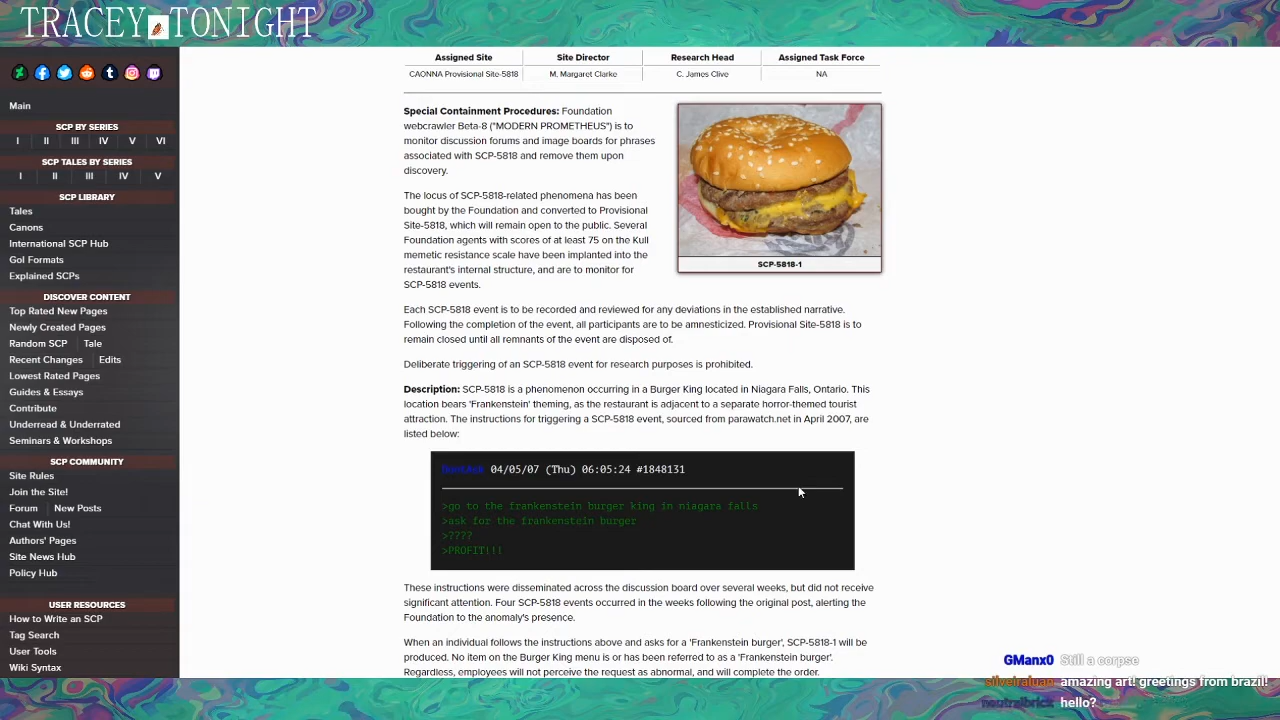 TRACEY TONIGHT
Main
SCP BY SERIES
I II III IV V VI
SCP TALES BY SERIES
I II III IV V
SCP LIBRARY
Tales
Canons
International SCP Hub
GoI Formats
Explained SCPs
DISCOVER CONTENT
Top Rated New Pages
Newly Created Pages
Random SCP Tale
Recent Changes Edits
Lowest Rated Pages
Guides & Essays
Contribute
Underread & Underrated
Seminars & Workshops
SCP COMMUNITY
Site Rules
Join the Site!
Forum New Posts
Chat With Us!
Authors' Pages
Site News Hub
Policy Hub
USER RESOURCES
How to Write an SCP
Tag Search
User Tools
Wiki Syntax
Assigned Site Site Director Research Head Assigned Task Force
CAONNA Provisional Site-5818 M. Margaret Clarke C. James Clive NA
Special Containment Procedures: Foundation
webcrawler Beta-8 ("MODERN PROMETHEUS") is to
monitor discussion forums and image boards for phrases
associated with SCP-5818 and remove them upon
discovery.
The locus of SCP-5818-related phenomena has been
bought by the Foundation and converted to Provisional
Site-5818, which will remain open to the public. Several
Foundation agents with scores of at least 75 on the Kull
memetic resistance scale have been implanted into the
restaurant's internal structure, and are to monitor for
SCP-5818 events.
SCP-5818-1
Each SCP-5818 event is to be recorded and reviewed for any deviations in the established narrative.
Following the completion of the event, all participants are to be amnesticized. Provisional Site-5818 is to
remain closed until all remnants of the event are disposed of.
Deliberate triggering of an SCP-5818 event for research purposes is prohibited.
Description: SCP-5818 is a phenomenon occurring in a Burger King located in Niagara Falls, Ontario. This
location bears 'Frankenstein' theming, as the restaurant is adjacent to a separate horror-themed tourist
attraction. The instructions for triggering a SCP-5818 event, sourced from parawatch.net in April 2007, are
listed below:
04/05/07 (Thu) 06:05:24 #1848131
>go to the frankenstein burger king in niagara falls
>ask for the frankenstein burger
>????
>PROFIT!!!
These instructions were disseminated across the discussion board over several weeks, but did not receive
significant attention. Four SCP-5818 events occurred in the weeks following the original post, alerting the
Foundation to the anomaly's presence.
When an individual follows the instructions above and asks for a 'Frankenstein burger', SCP-5818-1 will be
produced. No item on the Burger King menu is or has been referred to as a 'Frankenstein burger'.
Regardless, employees will not perceive the request as abnormal, and will complete the order.
GManx0 Still a corpse
silveiraluan amazing art! greetings from brazil!
neutralbrick hello?